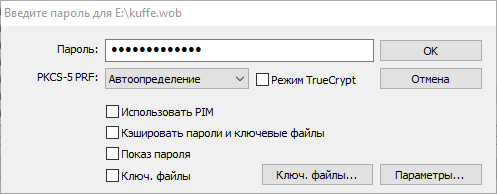 Введите пароль для E:\kuffe.wob
Пароль: ●●●●●●●●●●●●● OK
PKCS-5 PRF: Автоопределение Режим TrueCrypt Отмена
Использовать PIM
Кэшировать пароли и ключевые файлы
Показ пароля
Ключ. файлы Ключ. файлы... Параметры...